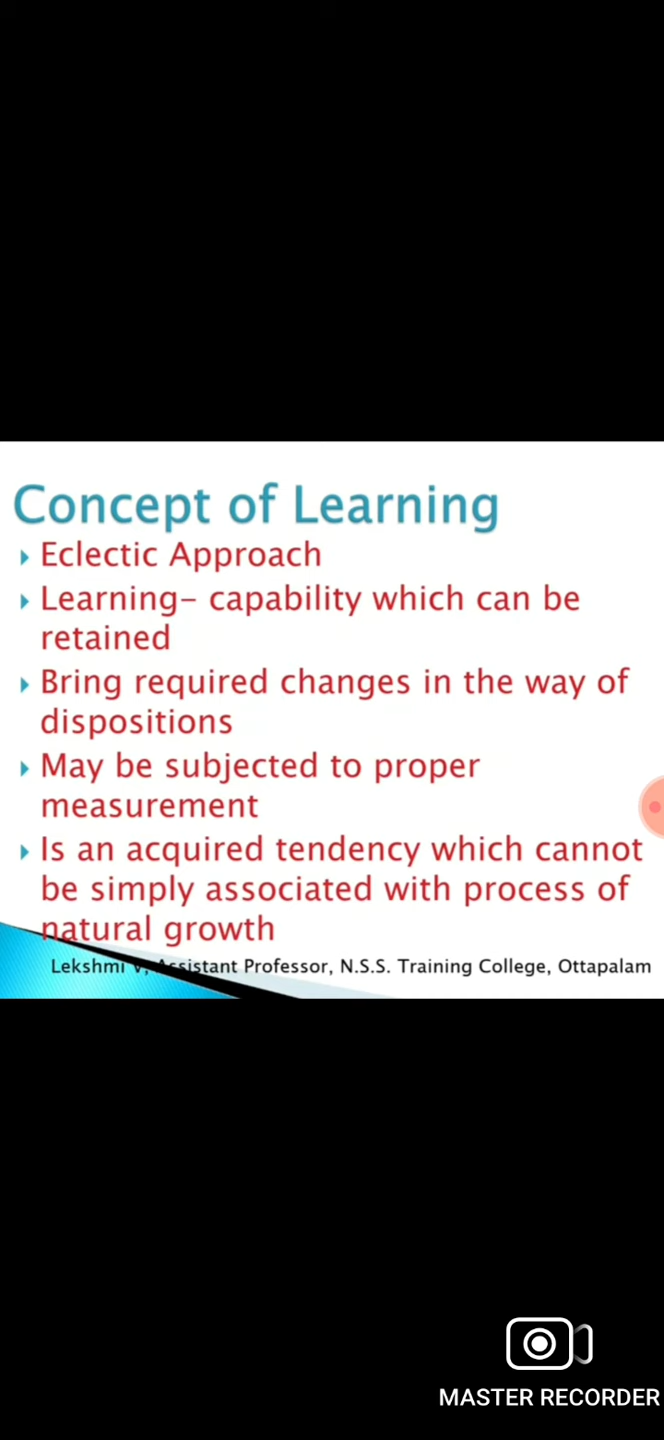 Concept of Learning
Eclectic Approach
Learning- capability which can be
retained
Bring required changes in the way of
dispositions
May be subjected to proper
measurement
Is an acquired tendency which cannot
be simply associated with process of
natural growth
Lekshmi V, Assistant Professor, N.S.S. Training College, Ottapalam
MASTER RECORDER